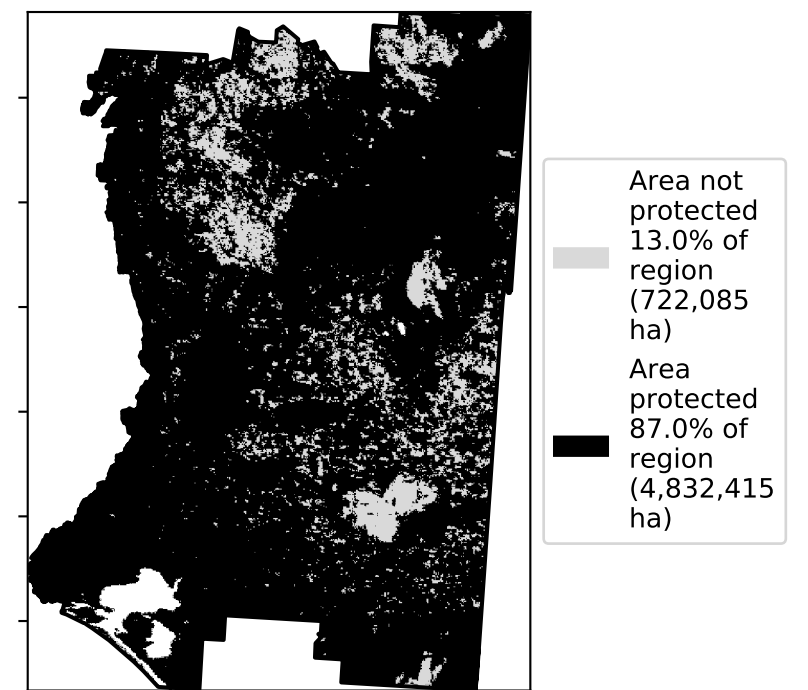 Area not
protected
13.0% of
region
(722,085
ha)
Area
protected
87.0% of
region
(4,832,415
ha)